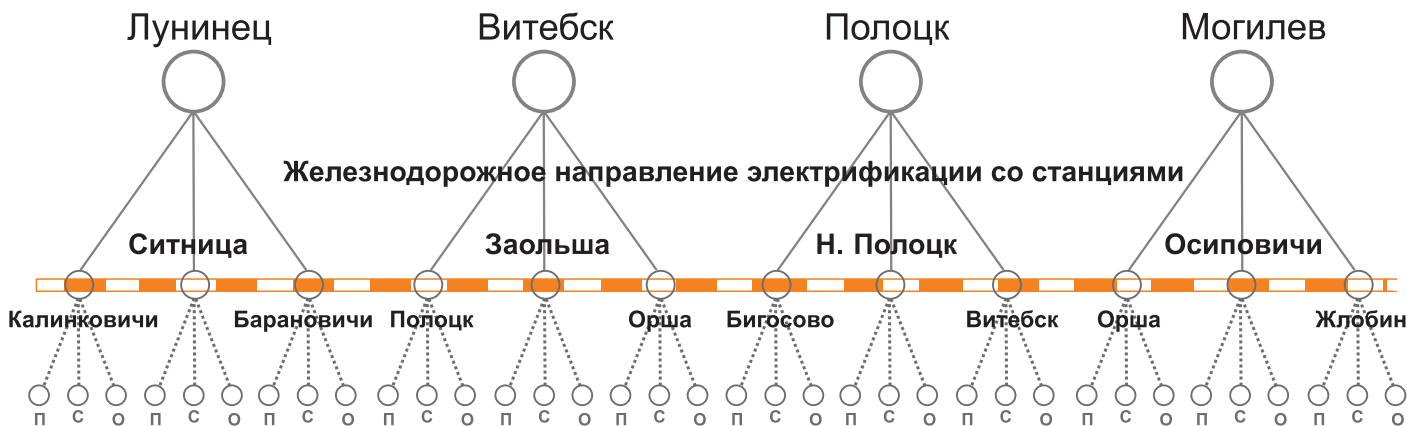 Лунинец Витебск Полоцк Могилев
Железнодорожное направление электрификации со станциями
Ситница Заольша Н. Полоцк Осиповичи
Калинковичи Барановичи Полоцк Орша Бигосово Витебск Орша Жлобин
П С О П С О П С О П С О П С О П С О П С О П С О П С О П С О П С О П С О